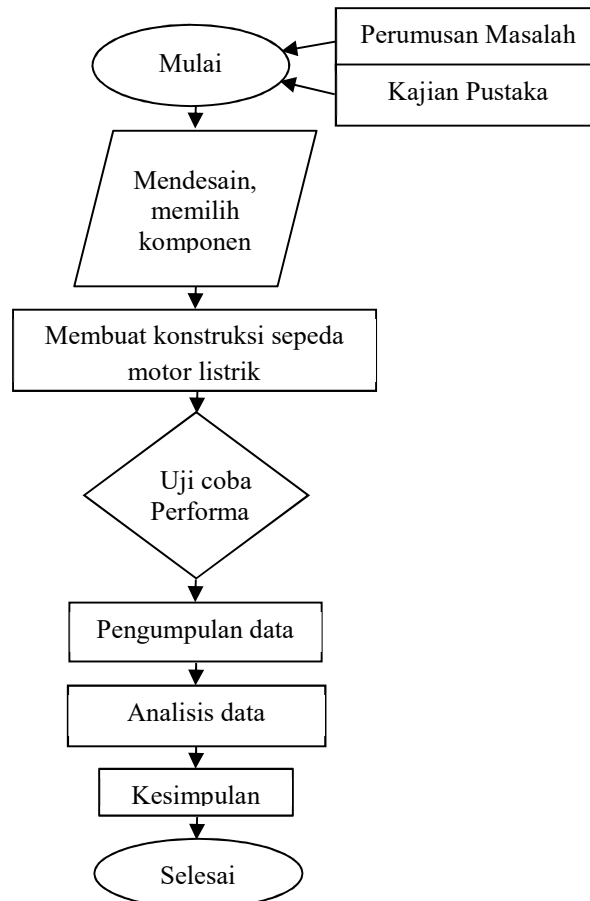 Mulai
Perumusan Masalah
Kajian Pustaka
Mendesain,
memilih
komponen
Membuat konstruksi sepeda
motor listrik
Uji coba
Performa
Pengumpulan data
Analisis data
Kesimpulan
Selesai